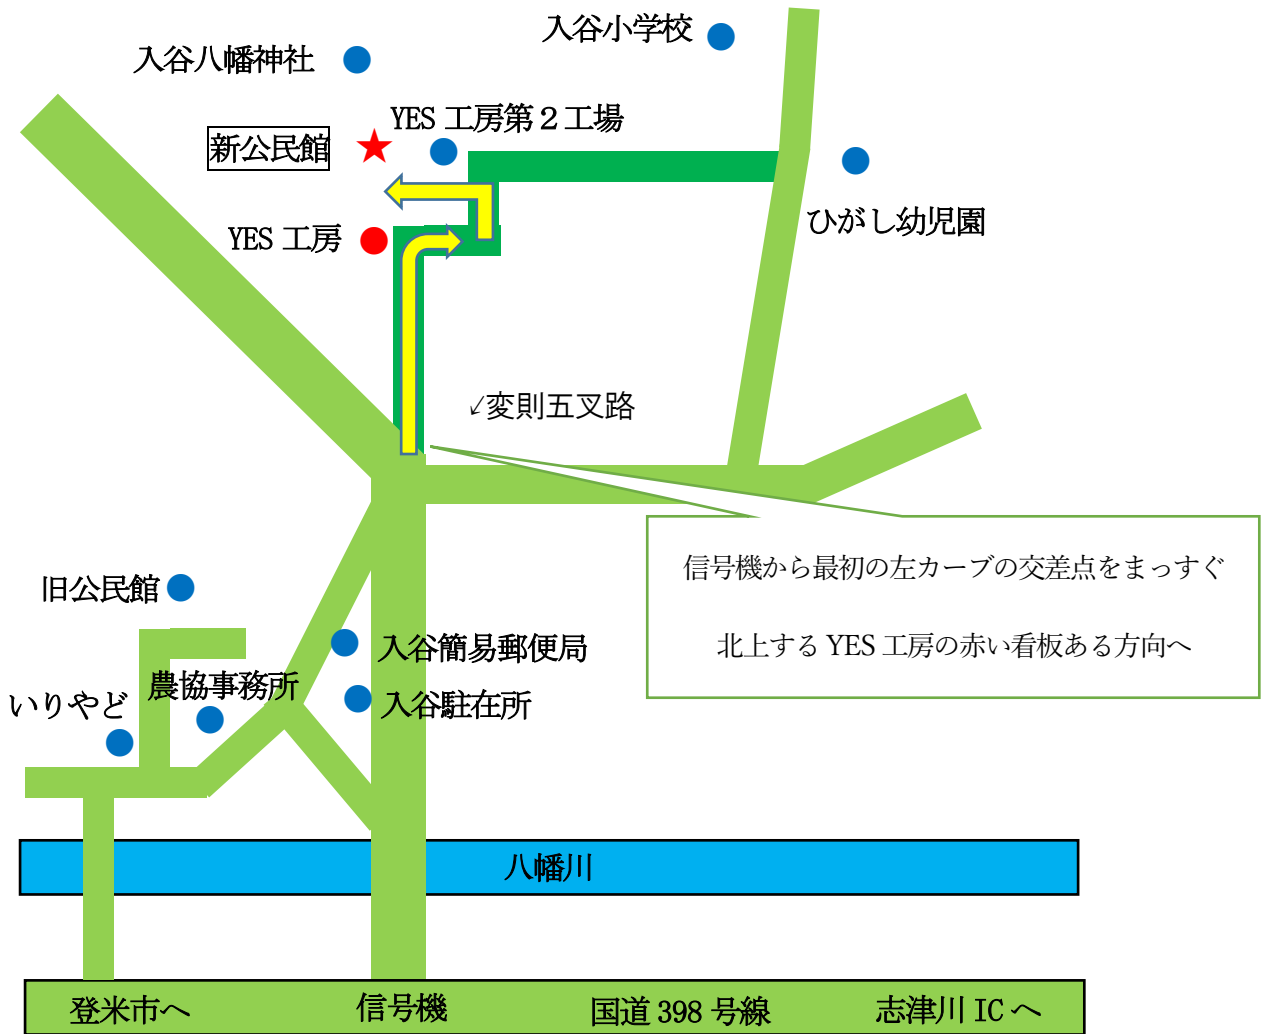 入谷小学校
入谷八幡神社
YES 工房第２工場
新公民館
ひがし幼児園
YES 工房
↙変則五叉路
信号機から最初の左カーブの交差点をまっすぐ
北上する YES 工房の赤い看板ある方向へ
旧公民館
入谷簡易郵便局
農協事務所
いりやど
入谷駐在所
八幡川
登米市へ
信号機
国道 398 号線
志津川 IC へ